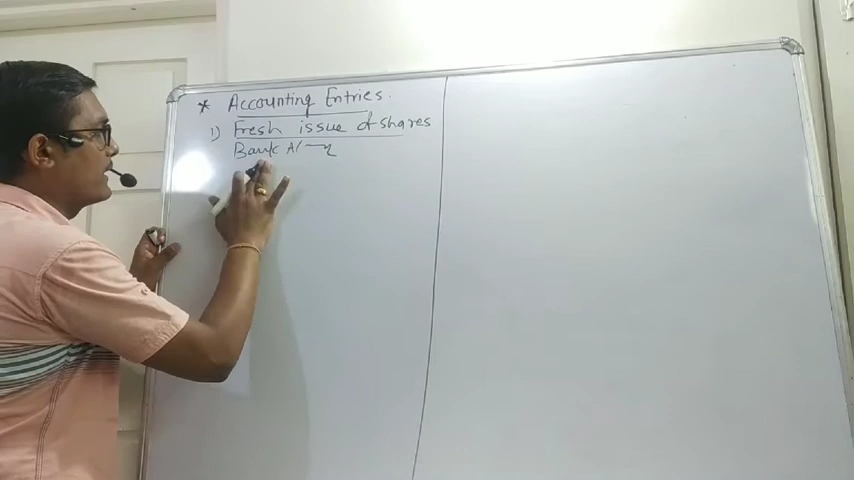 * Accounting Entries.
1) Fresh issue of shares
Bank A/